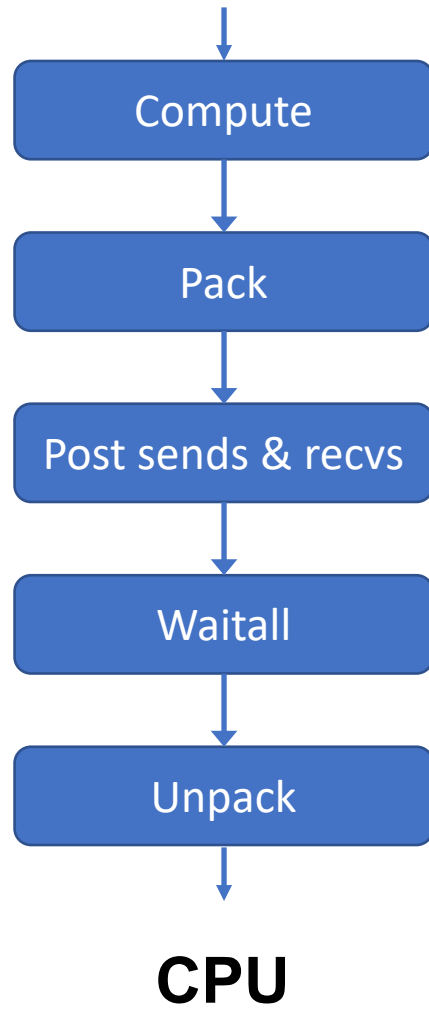 Compute
Pack
Post sends & recvs
Waitall
Unpack
CPU